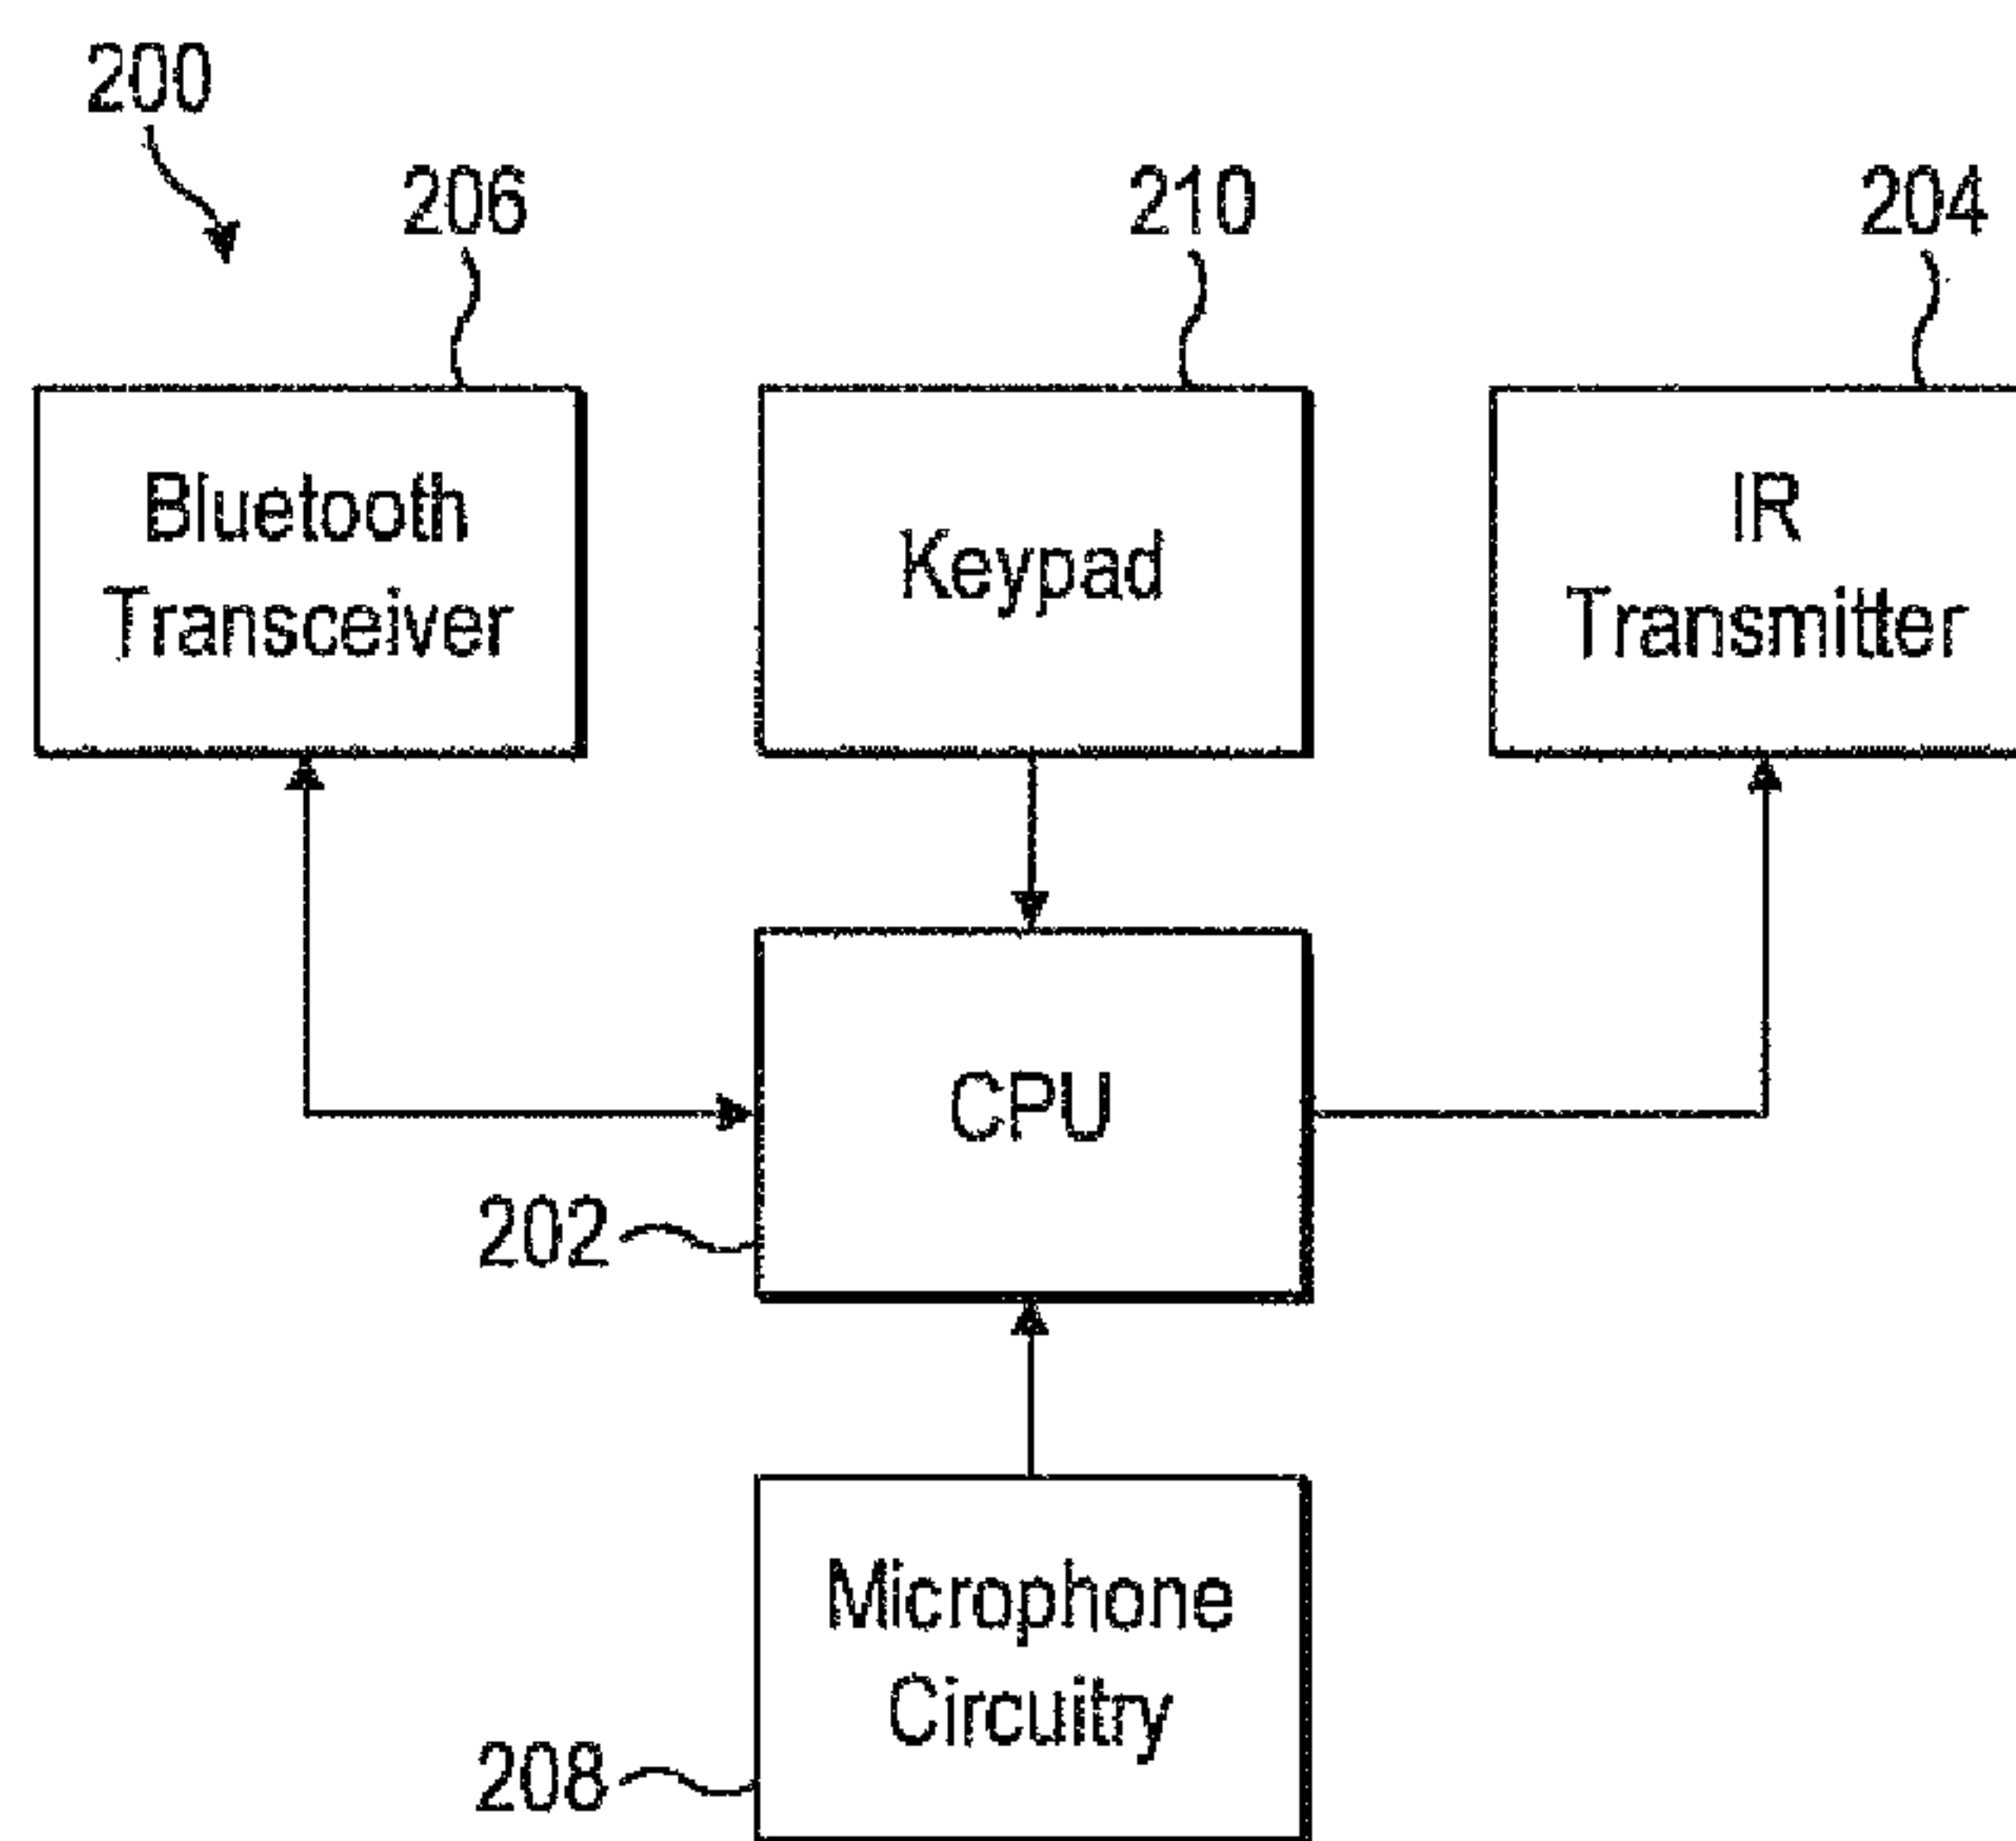 200
206
210
204
Bluetooth
Transceiver
Keypad
IR
Transmitter
CPU
202
Microphone
Circuitry
208